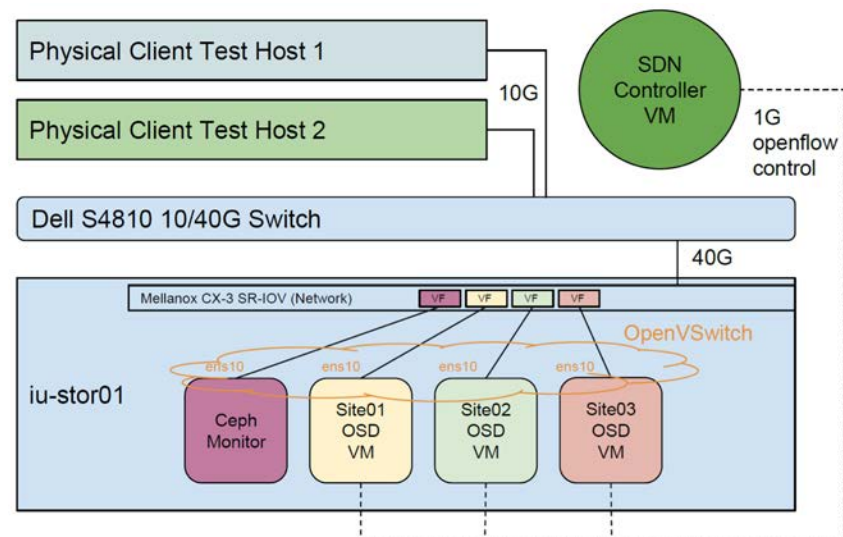 Physical Client Test Host 1
Physical Client Test Host 2
10G
SDN
Controller
VM
1G
openflow
control
Dell S4810 10/40G Switch
40G
Mellanox CX-3 SR-IOV (Network)
VF
VF
VF
VF
OpenVSwitch
ens10
ens10
ens10
ens10
iu-stor01
Ceph
Monitor
Site01
OSD
VM
Site02
OSD
VM
Site03
OSD
VM